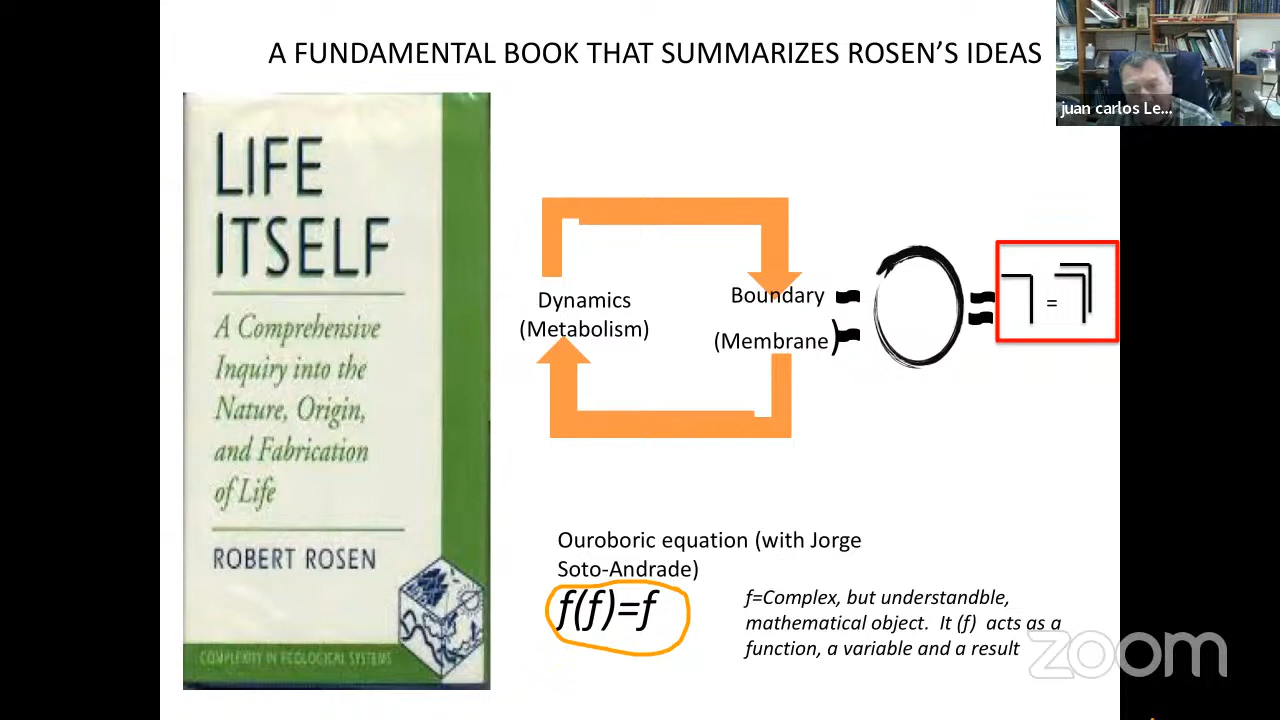 A FUNDAMENTAL BOOK THAT SUMMARIZES ROSEN'S IDEAS
juan carlos Le...
LIFE
ITSELF
A Comprehensive
Inquiry into the
Nature, Origin,
and Fabrication
of Life
ROBERT ROSEN
COMPLEXITY IN ECOLOGICAL SYSTEMS
Dynamics
(Metabolism)
Boundary
(Membrane)
=
Ouroboric equation (with Jorge
Soto-Andrade)
f(f)=f
f=Complex, but understandble,
mathematical object. It (f) acts as a
function, a variable and a result
zoom